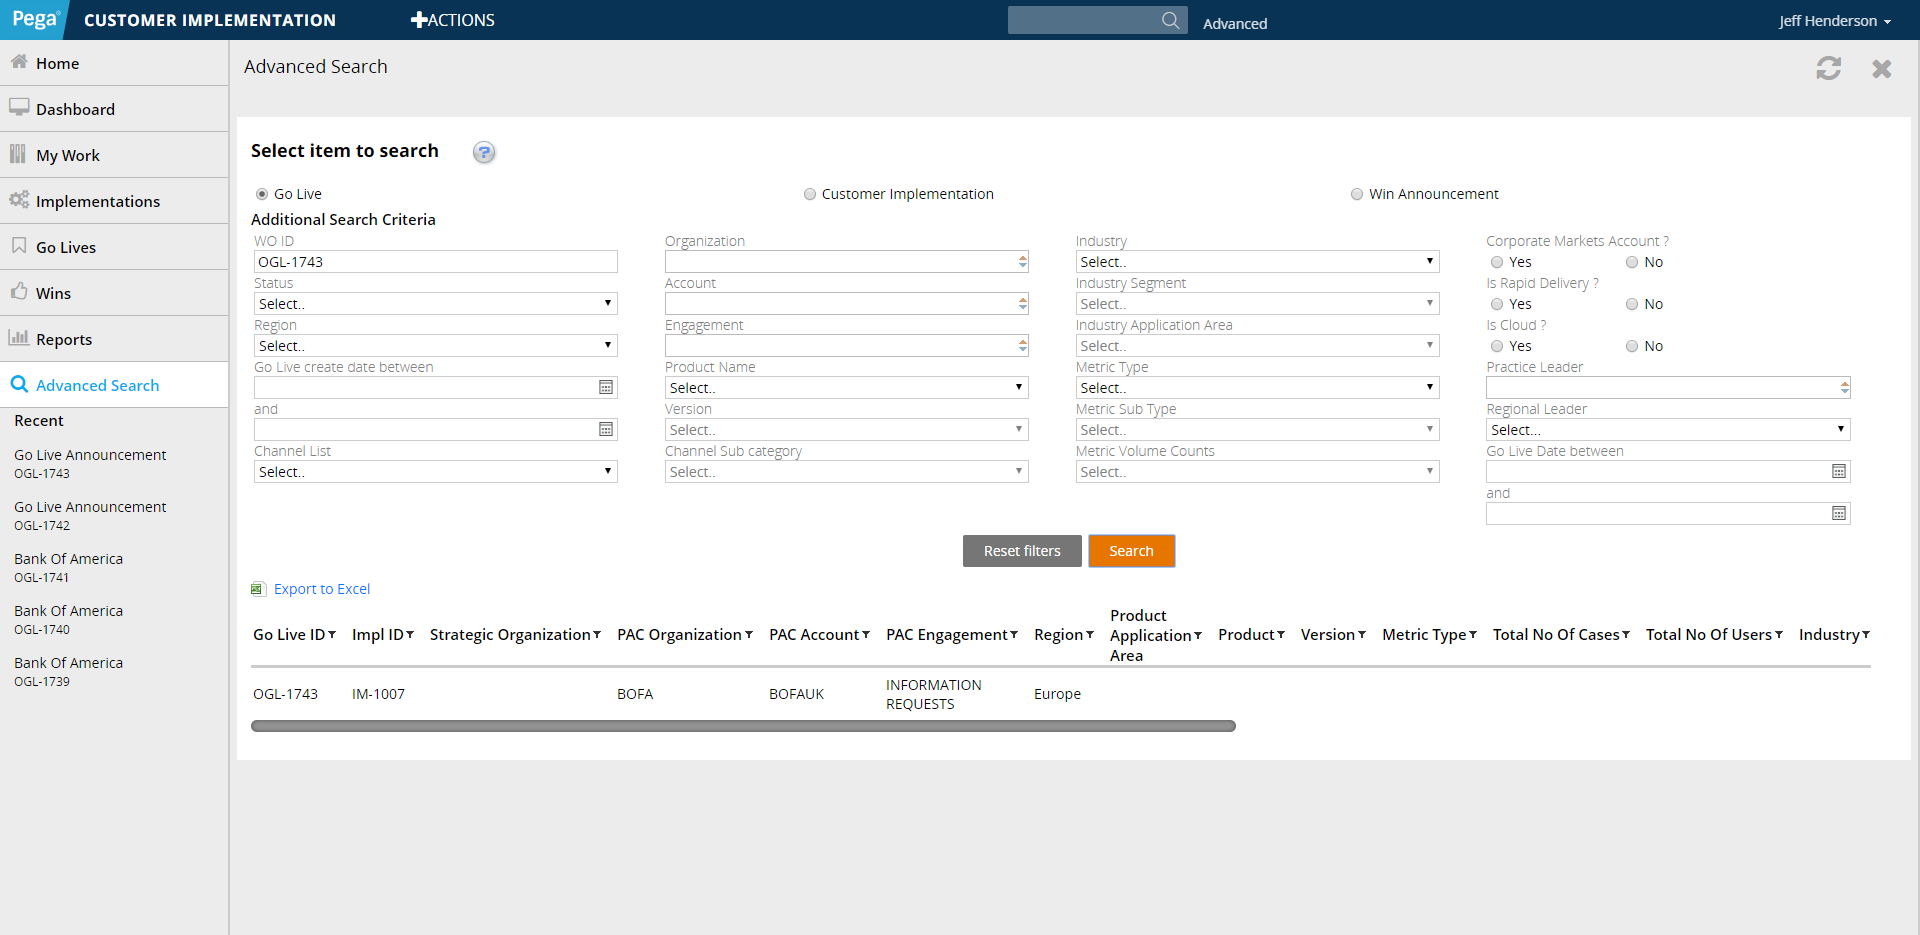 Pega CUSTOMER IMPLEMENTATION ACTIONS Advanced Jeff Henderson
Home
Dashboard
My Work
Implementations
Go Lives
Wins
Reports
Advanced Search
Recent
Go Live Announcement
OGL-1743
Go Live Announcement
OGL-1742
Bank Of America
OGL-1741
Bank Of America
OGL-1740
Bank Of America
OGL-1739
Advanced Search
Select item to search ?
Go Live Customer Implementation Win Announcement
Additional Search Criteria
WO ID Organization Industry Corporate Markets Account ?
OGL-1743 Select.. Yes No
Status Account Industry Segment Is Rapid Delivery ?
Select.. Select.. Yes No
Region Engagement Industry Application Area Is Cloud ?
Select.. Select.. Yes No
Go Live create date between Product Name Metric Type Practice Leader
Select.. Select..
and Version Metric Sub Type Regional Leader
Select.. Select.. Select...
Channel List Channel Sub category Metric Volume Counts Go Live Date between
Select.. Select.. Select..
and
Reset filters Search
Export to Excel
Go Live ID Impl ID Strategic Organization PAC Organization PAC Account PAC Engagement Region Product Application Area Product Version Metric Type Total No Of Cases Total No Of Users Industry
OGL-1743 IM-1007 BOFA BOFAUK INFORMATION REQUESTS Europe